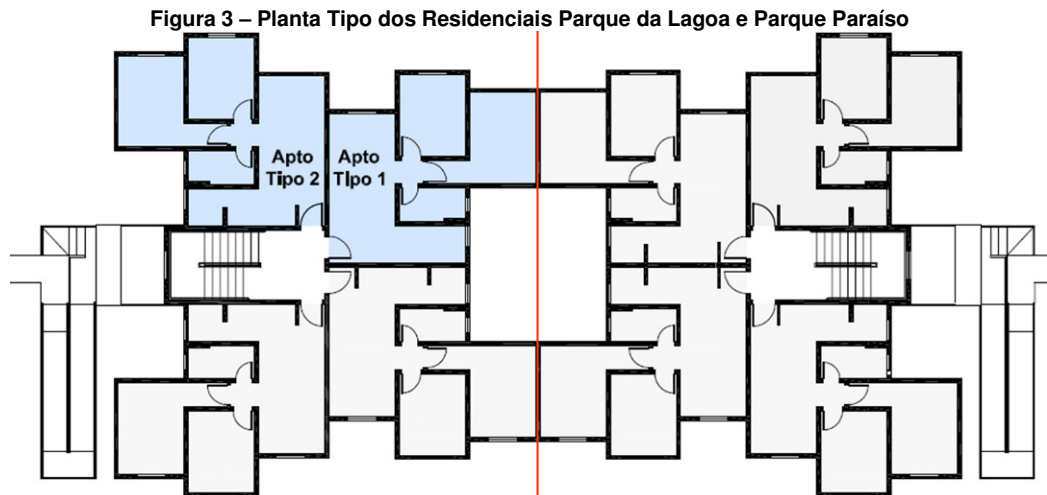 Figura 3 – Planta Tipo dos Residenciais Parque da Lagoa e Parque Paraíso
Apto
Tipo 2
Apto
TIpo 1